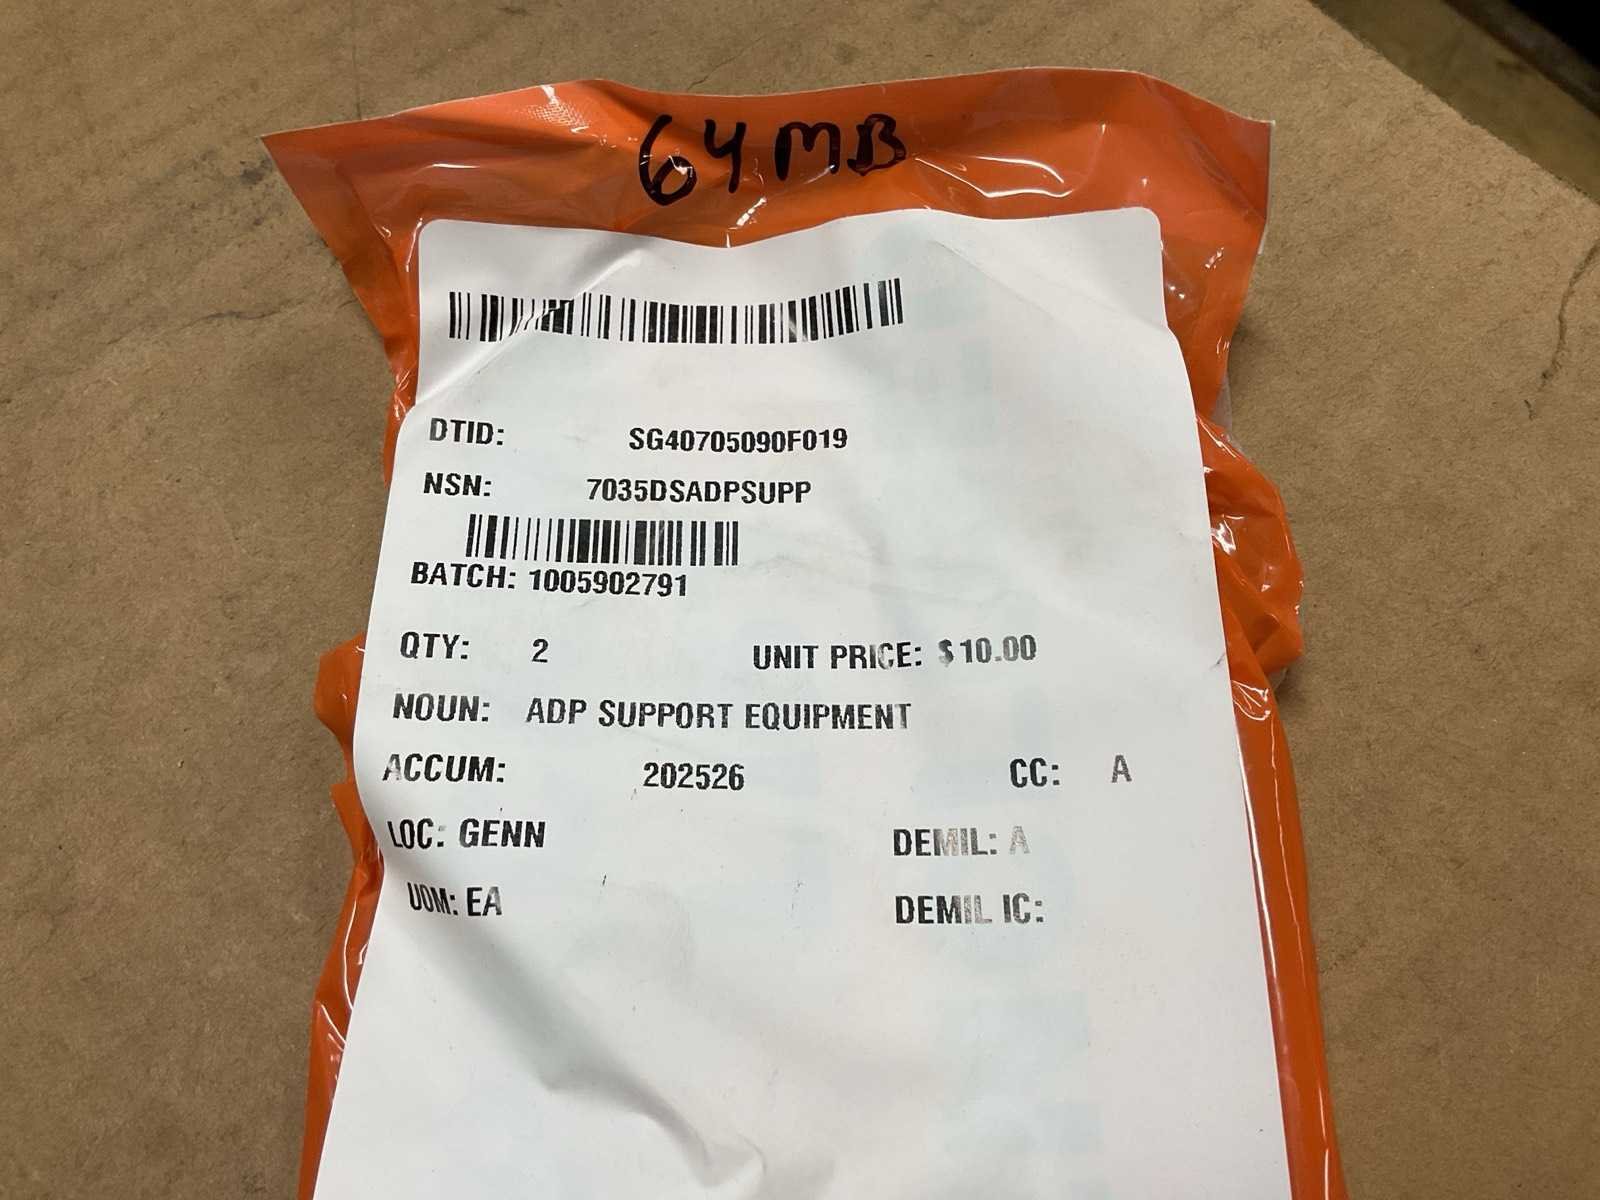 64MB
DTID: SG40705090F019
NSN: 7035DSADPSUPP
BATCH: 1005902791
QTY: 2 UNIT PRICE: $10.00
NOUN: ADP SUPPORT EQUIPMENT
ACCUM: 202526 CC: A
LOC: GENN DEMIL: A
UOM: EA DEMIL IC: